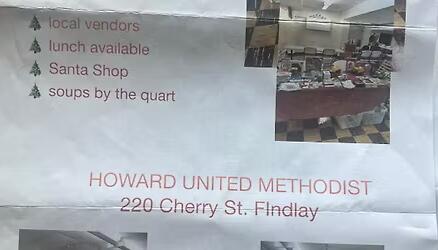 local vendors
lunch available
Santa Shop
soups by the quart
HOWARD UNITED METHODIST
220 Cherry St. FIndlay